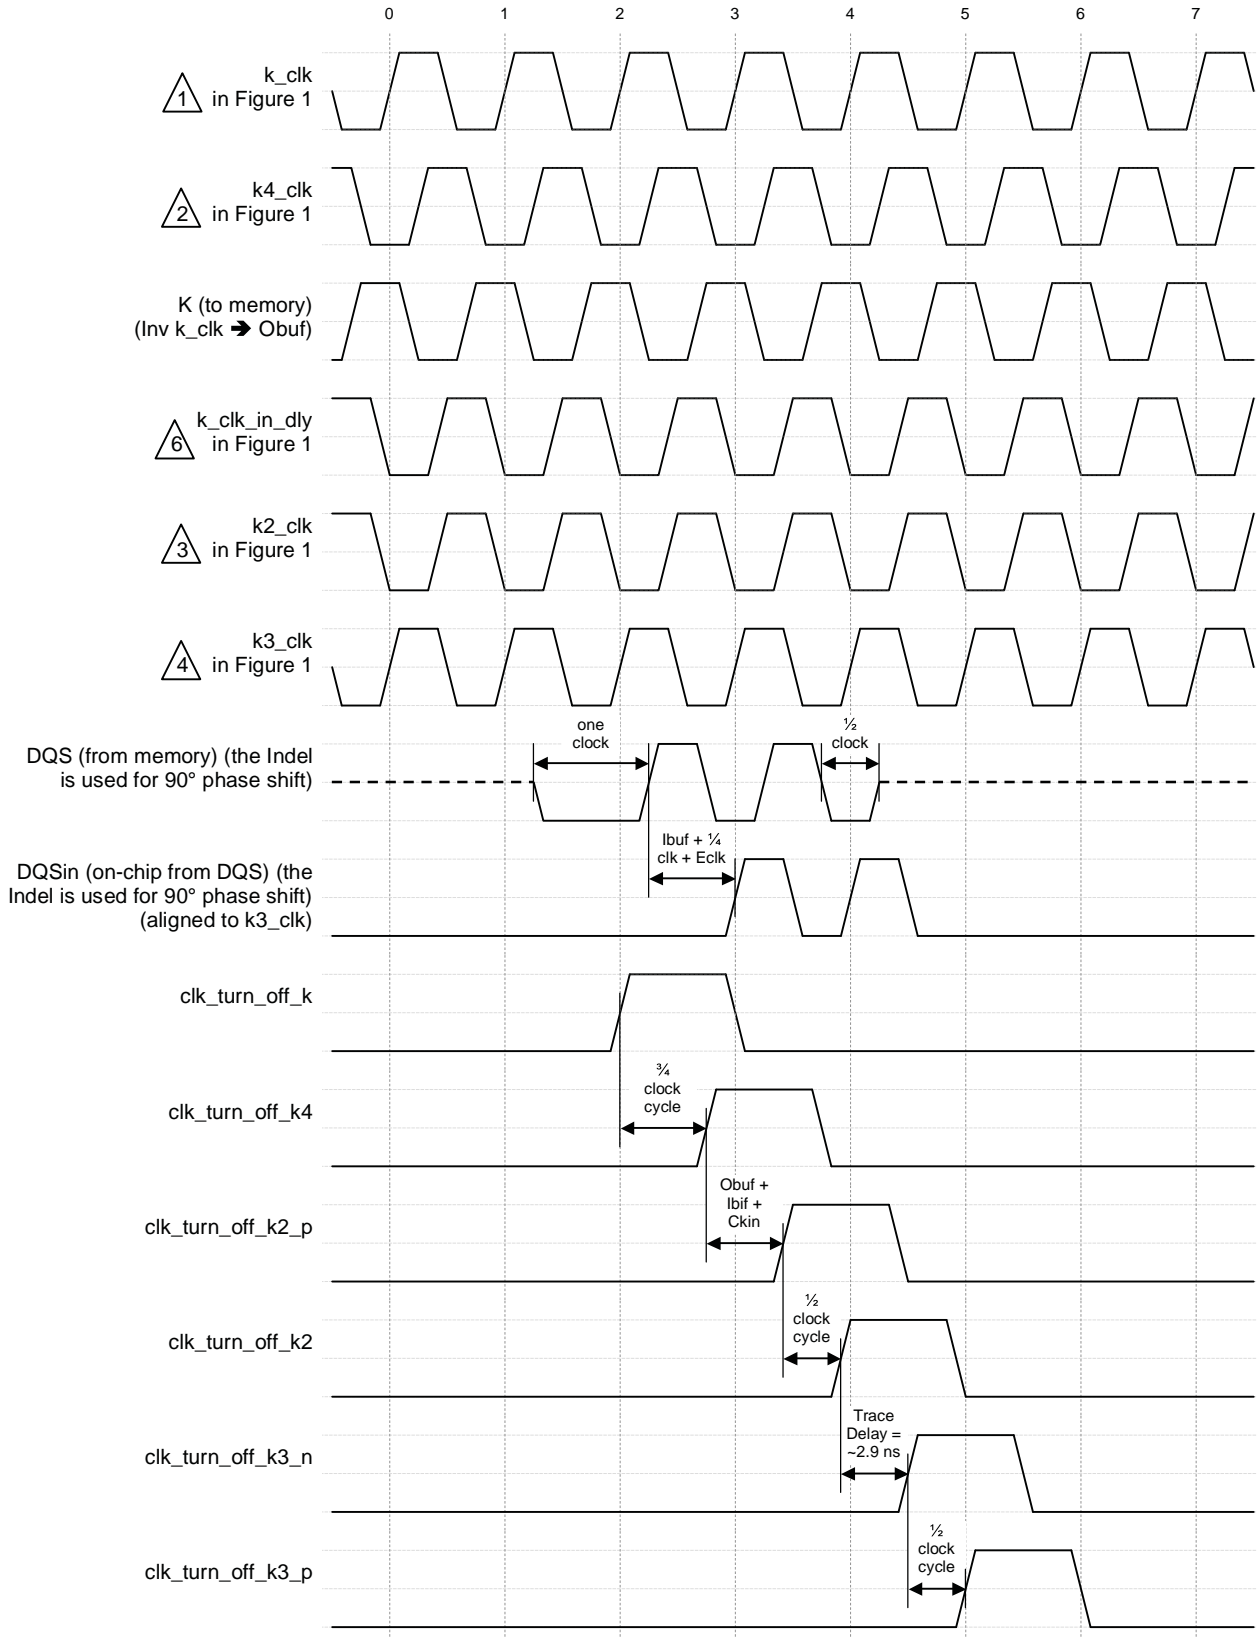 0 1 2 3 4 5 6 7
k_clk
1 in Figure 1
k4_clk
2 in Figure 1
K (to memory)
(Inv k_clk 🡺 Obuf)
k_clk_in_dly
6 in Figure 1
k2_clk
3 in Figure 1
k3_clk
4 in Figure 1
one
clock
½
clock
DQS (from memory) (the Indel
is used for 90° phase shift)
Ibuf + ¼
clk + Eclk
DQSin (on-chip from DQS) (the
Indel is used for 90° phase shift)
(aligned to k3_clk)
clk_turn_off_k
¾
clock
cycle
clk_turn_off_k4
Obuf +
Ibif +
Ckin
clk_turn_off_k2_p
½
clock
cycle
clk_turn_off_k2
Trace
Delay =
~2.9 ns
clk_turn_off_k3_n
½
clock
cycle
clk_turn_off_k3_p